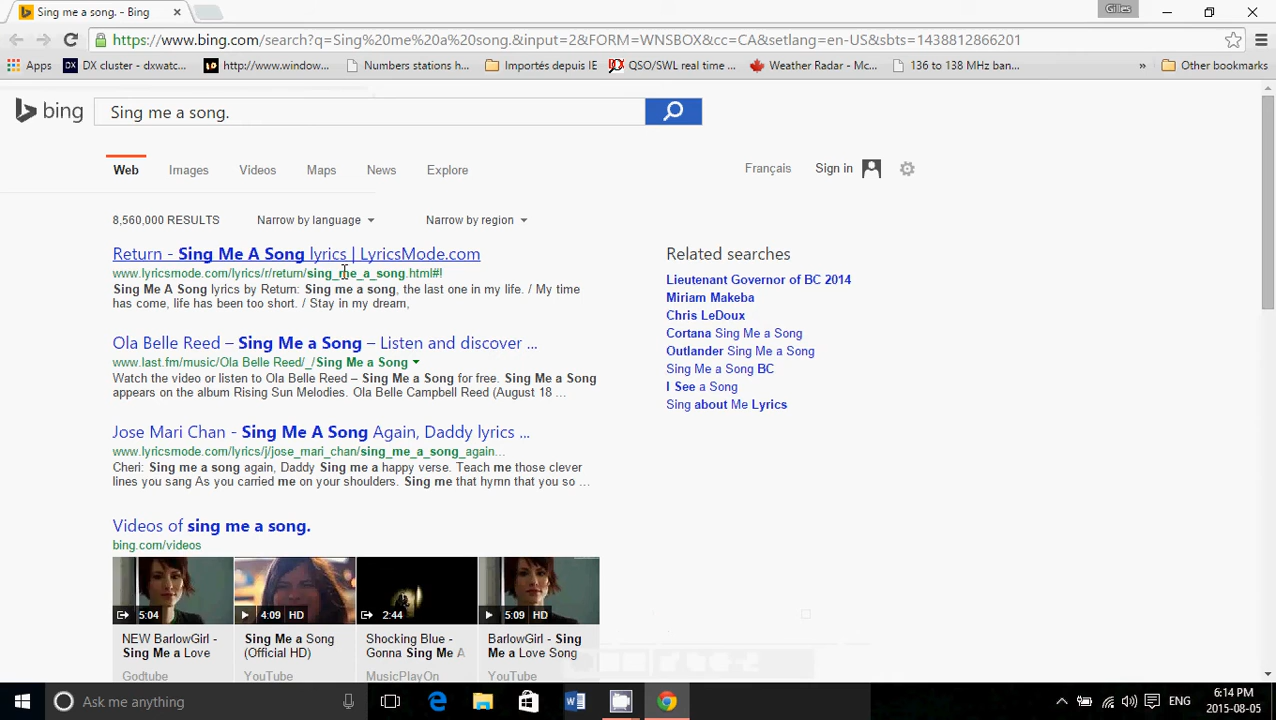 Sing me a song. - Bing
Gilles
https://www.bing.com/search?q=Sing%20me%20a%20song.&input=2&FORM=WNSBOX&cc=CA&setlang=en-US&sbts=1438812866201
Apps
DX cluster - dxwatc...
http://www.window...
Numbers stations h...
Importés depuis IE
QSO/SWL real time ...
Weather Radar - Mc...
136 to 138 MHz ban...
»
Other bookmarks
bing
Sing me a song.
Web Images Videos Maps News Explore
Français Sign in
8,560,000 RESULTS Narrow by language Narrow by region
Return - Sing Me A Song lyrics | LyricsMode.com
www.lyricsmode.com/lyrics/r/return/sing_me_a_song.html#!
Sing Me A Song lyrics by Return: Sing me a song, the last one in my life. / My time
has come, life has been too short. / Stay in my dream,
Ola Belle Reed – Sing Me a Song – Listen and discover ...
www.last.fm/music/Ola Belle Reed/_/Sing Me a Song
Watch the video or listen to Ola Belle Reed – Sing Me a Song for free. Sing Me a Song
appears on the album Rising Sun Melodies. Ola Belle Campbell Reed (August 18 ...
Jose Mari Chan - Sing Me A Song Again, Daddy lyrics ...
www.lyricsmode.com/lyrics/j/jose_mari_chan/sing_me_a_song_again...
Cheri: Sing me a song again, Daddy Sing me a happy verse. Teach me those clever
lines you sang As you carried me on your shoulders. Sing me that hymn that you so ...
Videos of sing me a song.
bing.com/videos
5:04
4:09 HD
2:44
5:09 HD
NEW BarlowGirl -
Sing Me a Love
Godtube
Sing Me a Song
(Official HD)
YouTube
Shocking Blue -
Gonna Sing Me A
MusicPlayOn
BarlowGirl - Sing
Me a Love Song
YouTube
Related searches
Lieutenant Governor of BC 2014
Miriam Makeba
Chris LeDoux
Cortana Sing Me a Song
Outlander Sing Me a Song
Sing Me a Song BC
I See a Song
Sing about Me Lyrics
Ask me anything
ENG
6:14 PM
2015-08-05